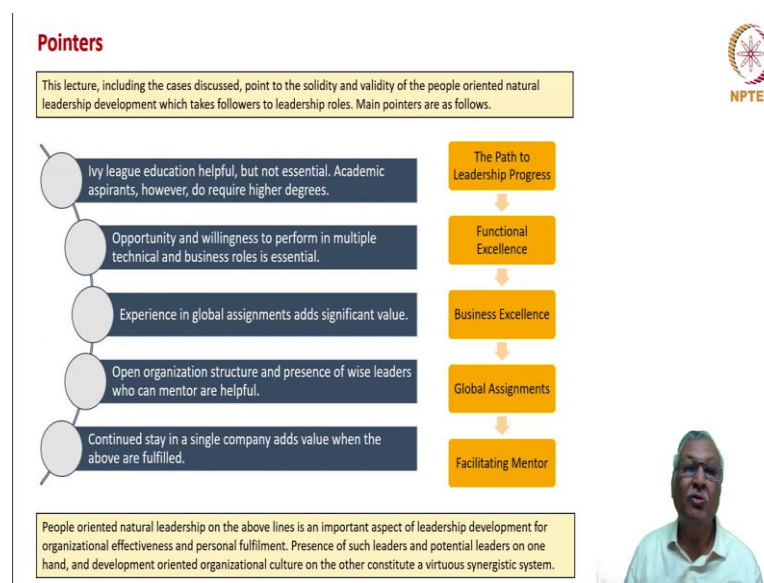 Pointers
This lecture, including the cases discussed, point to the solidity and validity of the people oriented natural
leadership development which takes followers to leadership roles. Main pointers are as follows.
Ivy league education helpful, but not essential. Academic
aspirants, however, do require higher degrees.
Opportunity and willingness to perform in multiple
technical and business roles is essential.
Experience in global assignments adds significant value.
Open organization structure and presence of wise leaders
who can mentor are helpful.
Continued stay in a single company adds value when the
above are fulfilled.
The Path to
Leadership Progress
Functional
Excellence
Business Excellence
Global Assignments
Facilitating Mentor
People oriented natural leadership on the above lines is an important aspect of leadership development for
organizational effectiveness and personal fulfilment. Presence of such leaders and potential leaders on one
hand, and development oriented organizational culture on the other constitute a virtuous synergistic system.
NPTE